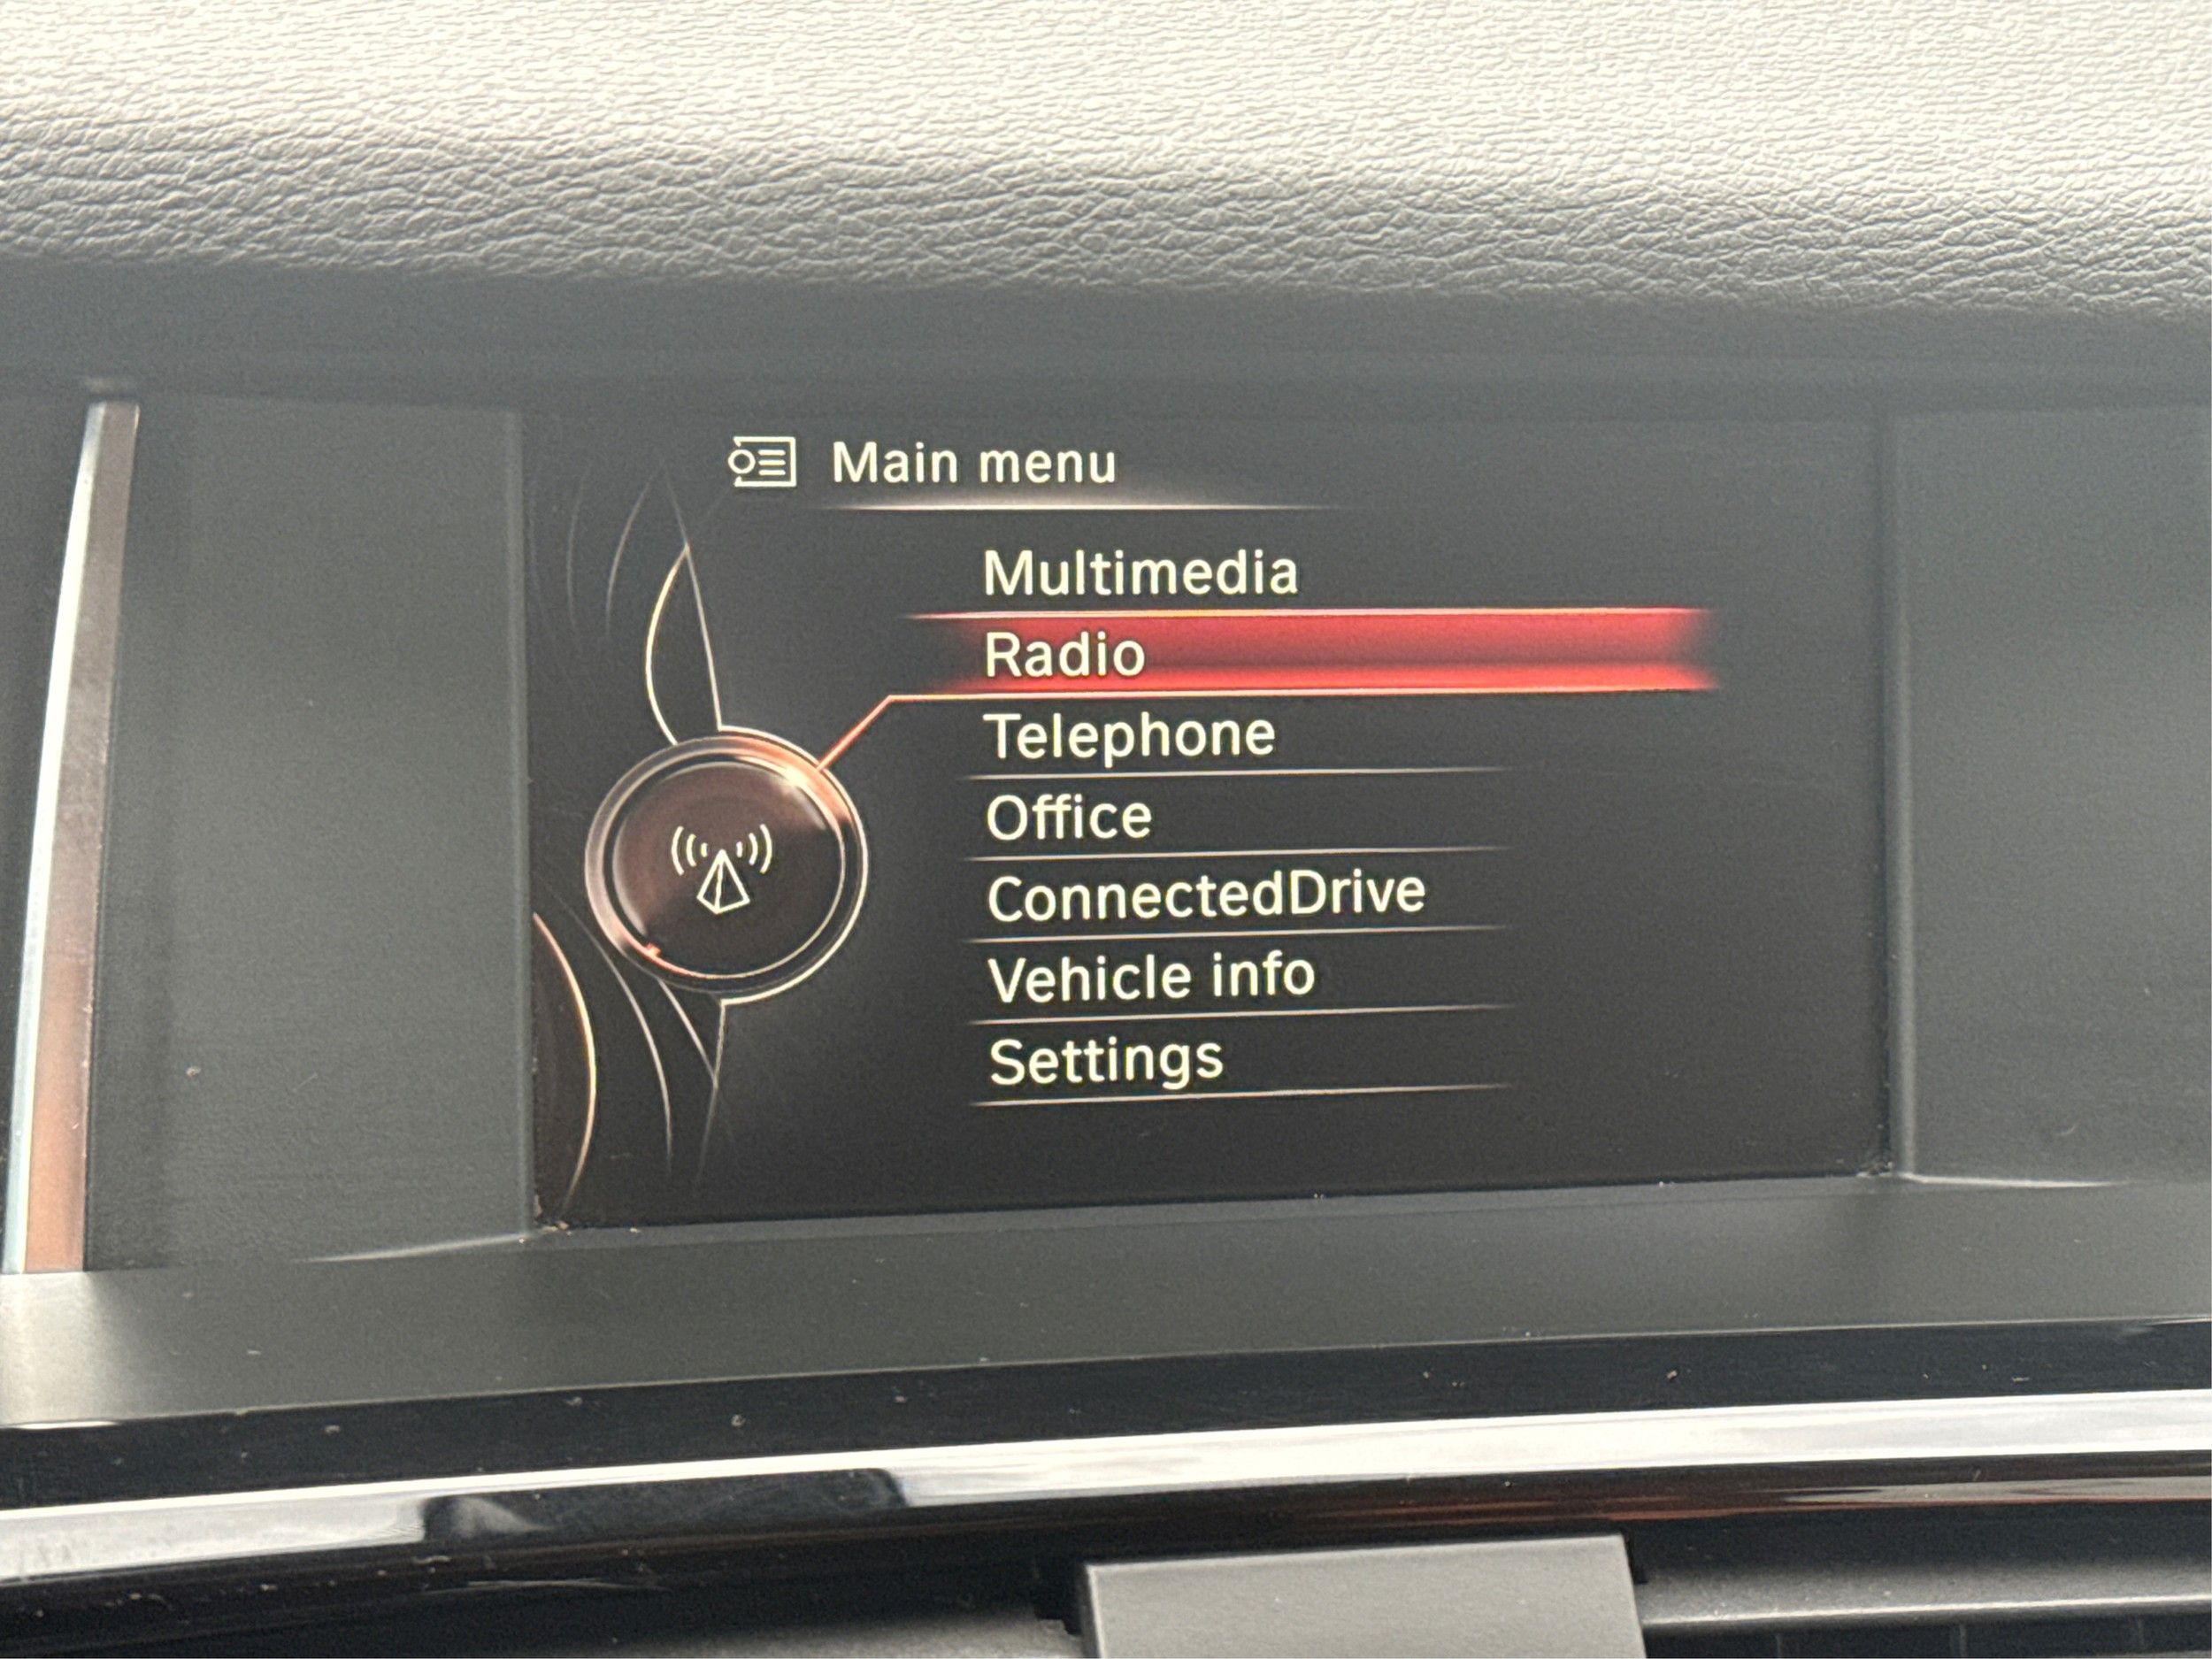 Main menu
Multimedia
Radio
Telephone
Office
ConnectedDrive
Vehicle info
Settings